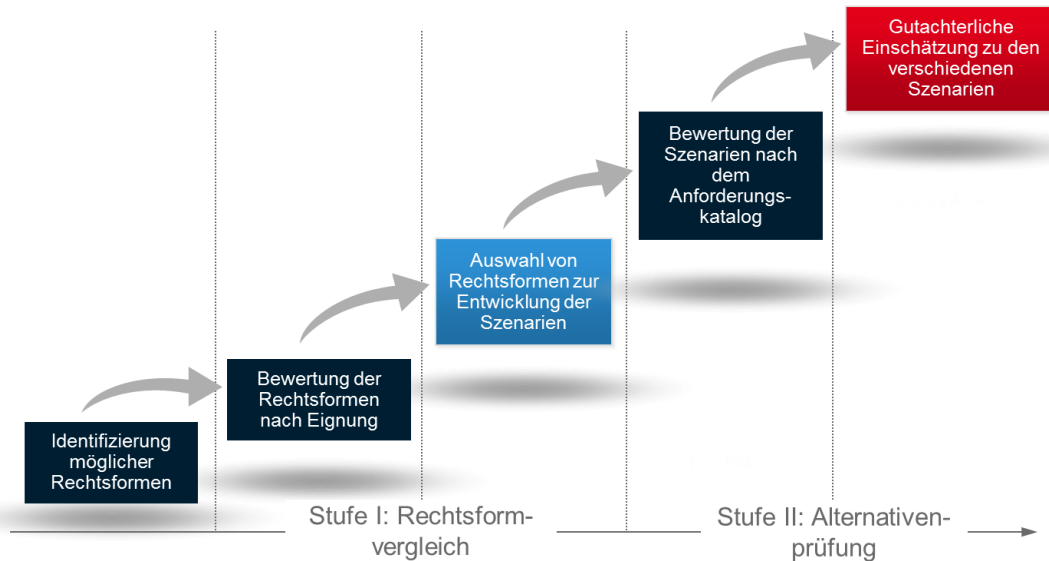 Gutachterliche
Einschätzung zu den
verschiedenen
Szenarien
Bewertung der
Szenarien nach
dem
Anforderungs-
katalog
Auswahl von
Rechtsformen zur
Entwicklung der
Szenarien
Bewertung der
Rechtsformen
nach Eignung
Identifizierung
möglicher
Rechtsformen
Stufe I: Rechtsform-
vergleich
Stufe II: Alternativen-
prüfung